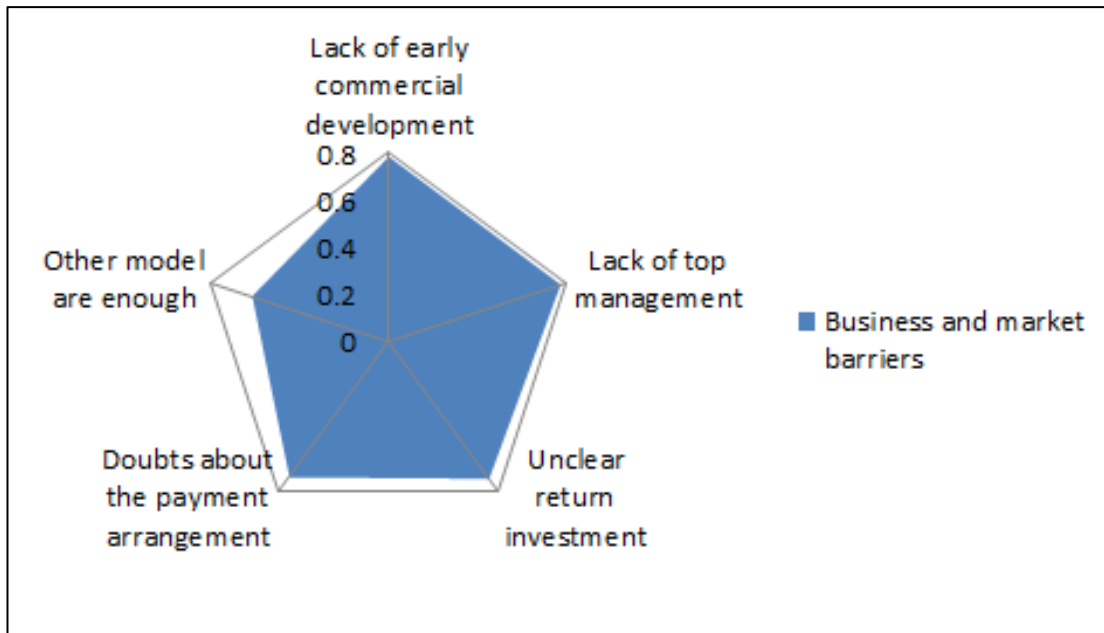 Lack of early
commercial
development
0.8
0.6
0.4
0.2
0
Other model
are enough
Lack of top
management
Business and market
barriers
Doubts about
the payment
arrangement
Unclear
return
investment